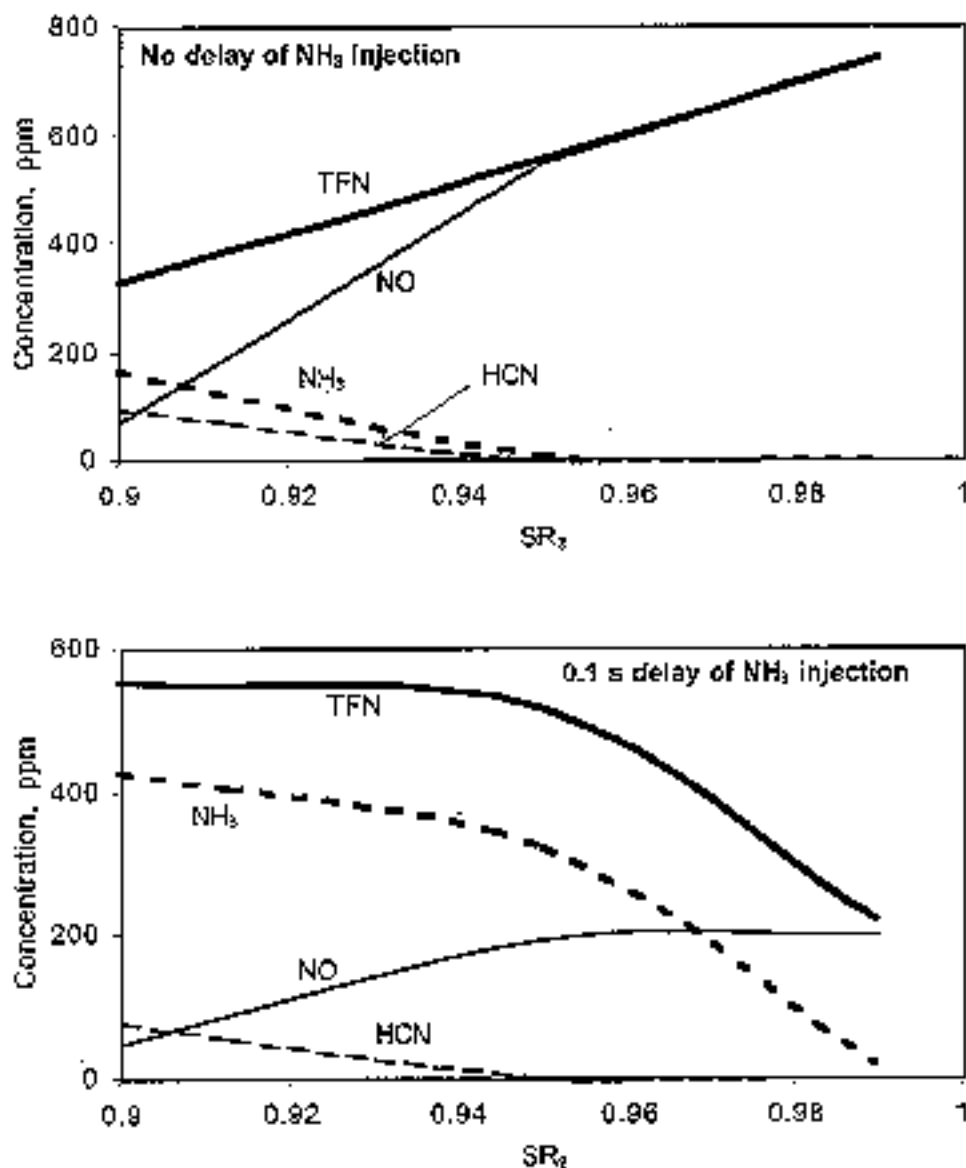 800
No delay of NH₃ Injection
600
TFN
Concentration, ppm
400
NO
200
NH₃
HCN
0
0.9 0.92 0.94 0.96 0.98 1
SR₂
600
0.1 s delay of NH₃ injection
TFN
Concentration, ppm
400
NH₃
200
NO
HCN
0
0.9 0.92 0.94 0.96 0.98 1
SR₂